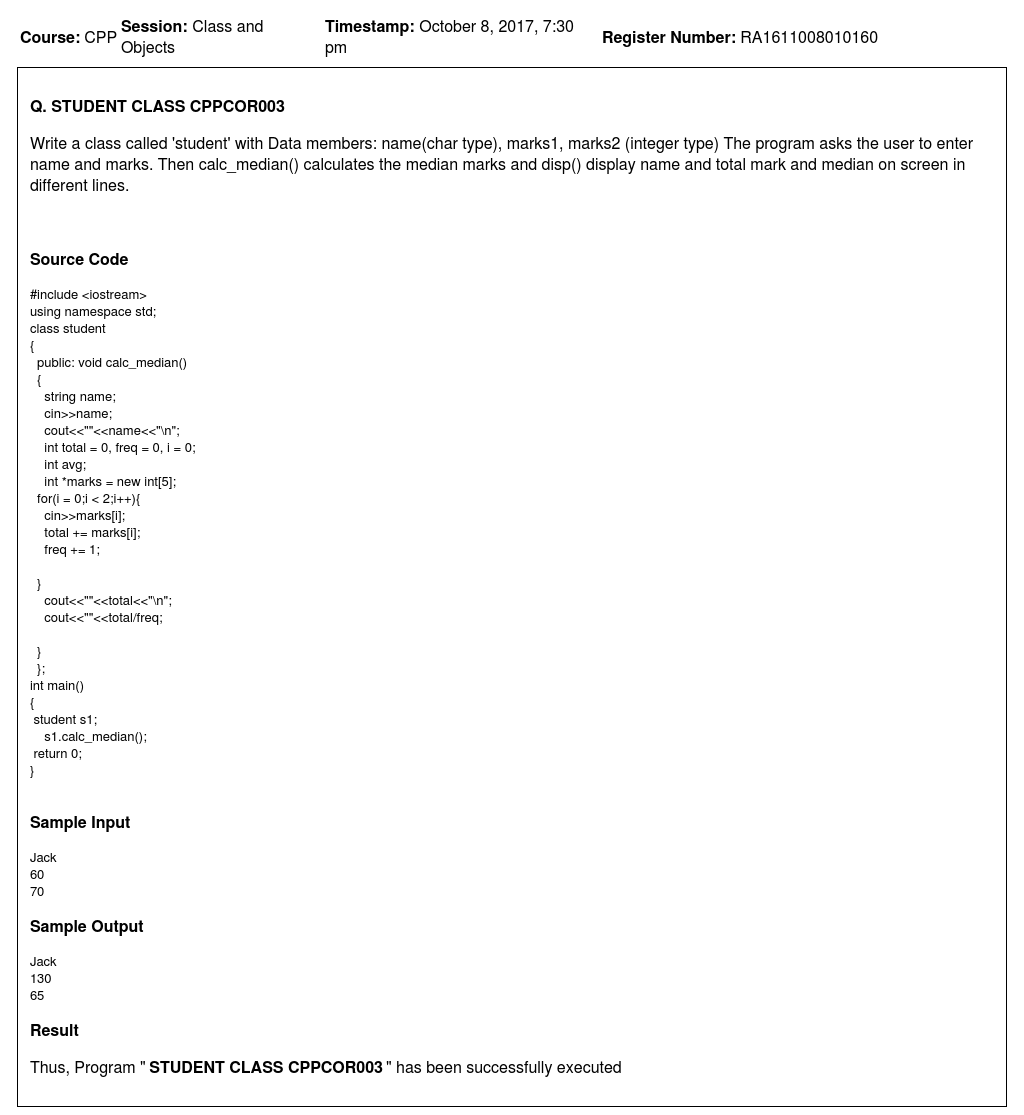 Course: CPP Session: Class and Objects Timestamp: October 8, 2017, 7:30 pm Register Number: RA1611008010160
Q. STUDENT CLASS CPPCOR003
Write a class called 'student' with Data members: name(char type), marks1, marks2 (integer type) The program asks the user to enter
name and marks. Then calc_median() calculates the median marks and disp() display name and total mark and median on screen in
different lines.
Source Code
#include <iostream>
using namespace std;
class student
{
  public: void calc_median()
  {
    string name;
    cin>>name;
    cout<<""<<name<<"\n";
    int total = 0, freq = 0, i = 0;
    int avg;
    int *marks = new int[5];
  for(i = 0;i < 2;i++){
    cin>>marks[i];
    total += marks[i];
    freq += 1;
  }
    cout<<""<<total<<"\n";
    cout<<""<<total/freq;
  }
  };
int main()
{
 student s1;
    s1.calc_median();
 return 0;
}
Sample Input
Jack
60
70
Sample Output
Jack
130
65
Result
Thus, Program " STUDENT CLASS CPPCOR003 " has been successfully executed